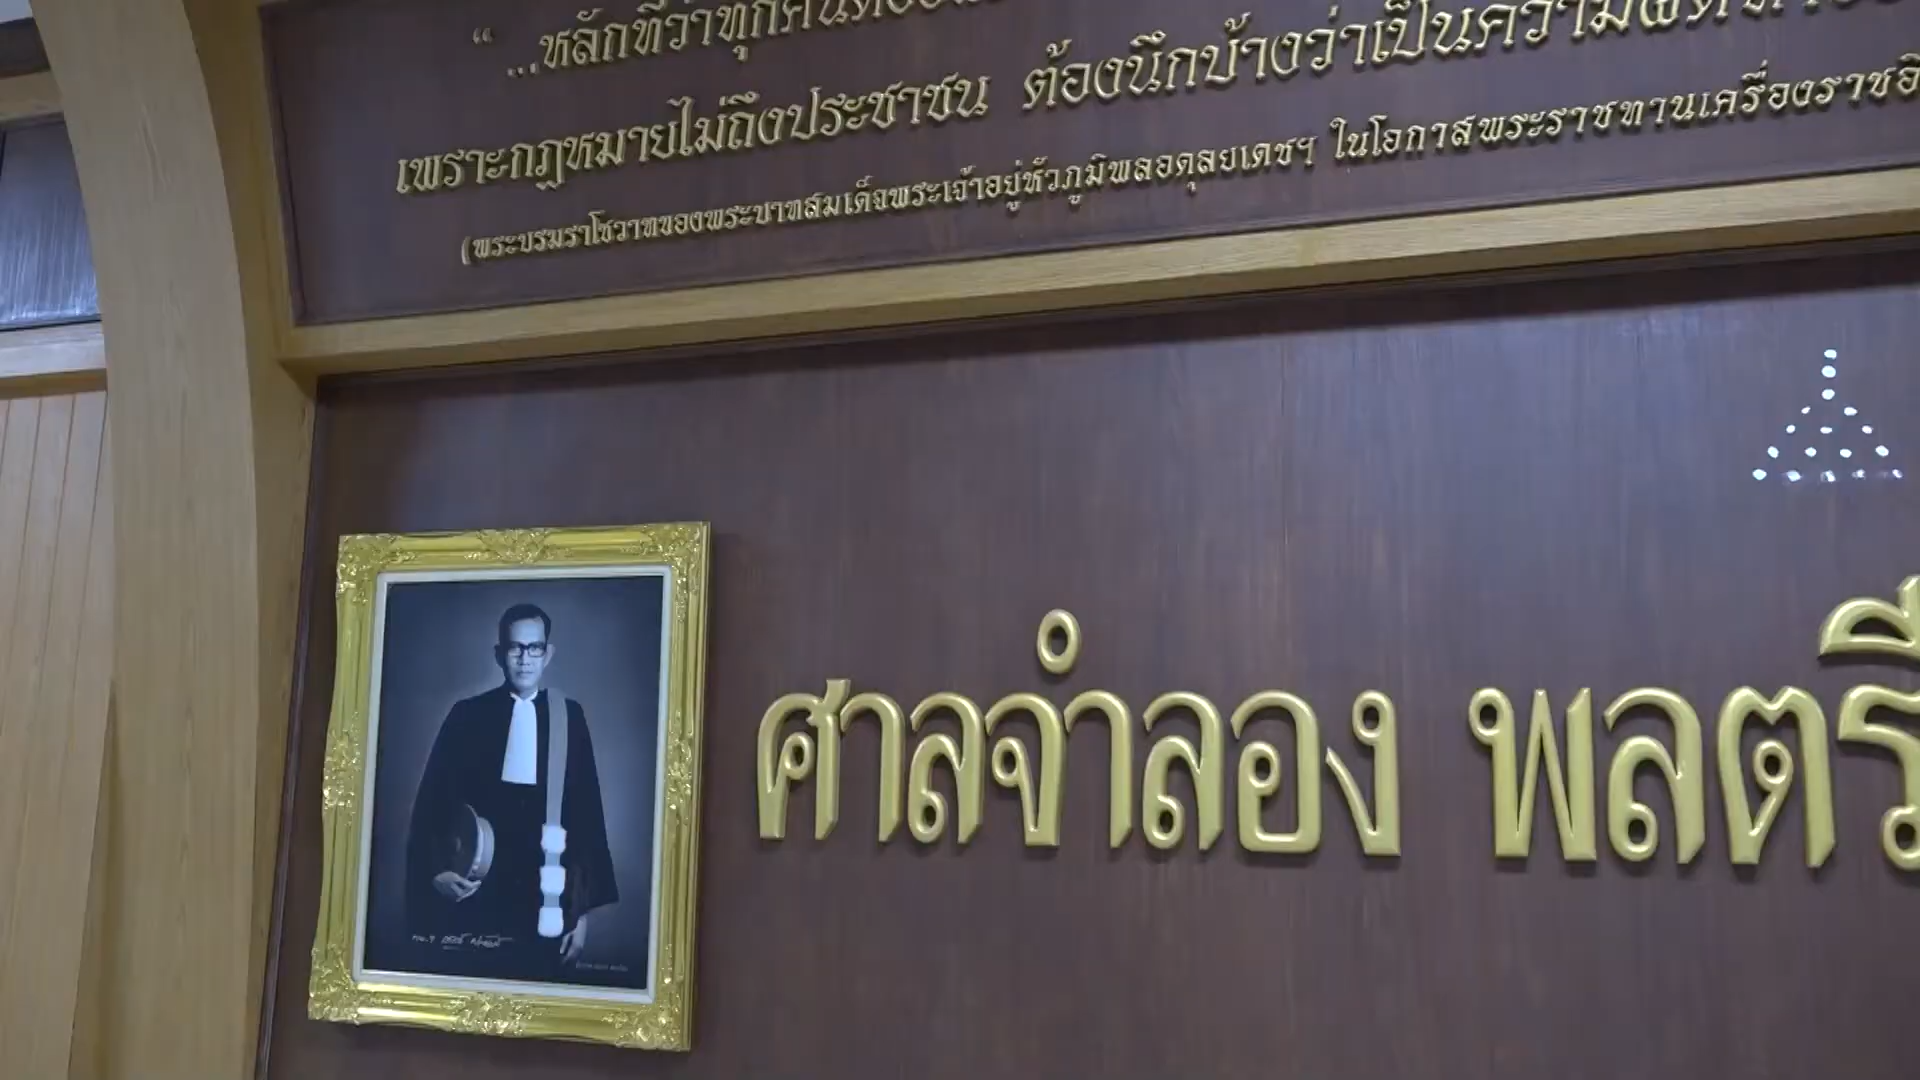 “ ...หลักที่ว่าทุกคนต้อง
เพราะกฎหมายไม่ถึงประชาชน ต้องนึกบ้างว่าเป็นความผิด
(พระบรมราโชวาทของพระบาทสมเด็จพระเจ้าอยู่หัวภูมิพลอดุลยเดชฯ ในโอกาสพระราชทานเครื่องราชอิ
ศาลจำลอง พลตรี